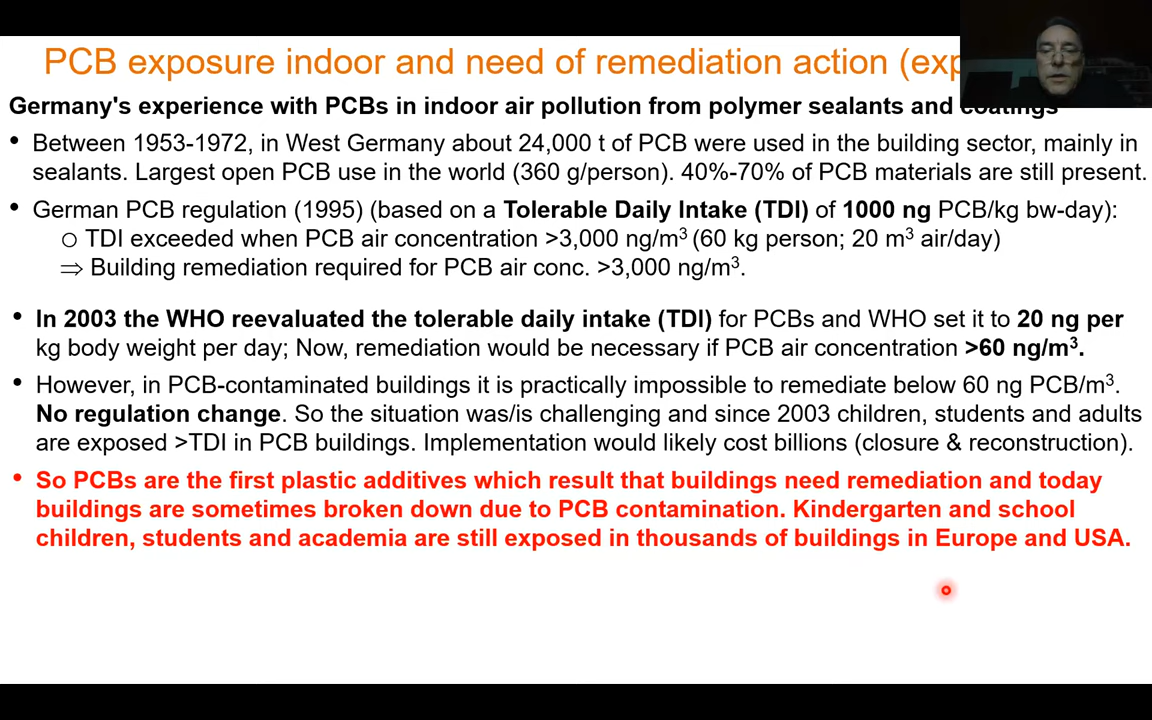 PCB exposure indoor and need of remediation action (exp
Germany's experience with PCBs in indoor air pollution from polymer sealants and coatings
• Between 1953-1972, in West Germany about 24,000 t of PCB were used in the building sector, mainly in
sealants. Largest open PCB use in the world (360 g/person). 40%-70% of PCB materials are still present.
• German PCB regulation (1995) (based on a Tolerable Daily Intake (TDI) of 1000 ng PCB/kg bw-day):
○ TDI exceeded when PCB air concentration >3,000 ng/m³ (60 kg person; 20 m³ air/day)
⇒ Building remediation required for PCB air conc. >3,000 ng/m³.
• In 2003 the WHO reevaluated the tolerable daily intake (TDI) for PCBs and WHO set it to 20 ng per
kg body weight per day; Now, remediation would be necessary if PCB air concentration >60 ng/m³.
• However, in PCB-contaminated buildings it is practically impossible to remediate below 60 ng PCB/m³.
No regulation change. So the situation was/is challenging and since 2003 children, students and adults
are exposed >TDI in PCB buildings. Implementation would likely cost billions (closure & reconstruction).
• So PCBs are the first plastic additives which result that buildings need remediation and today
buildings are sometimes broken down due to PCB contamination. Kindergarten and school
children, students and academia are still exposed in thousands of buildings in Europe and USA.